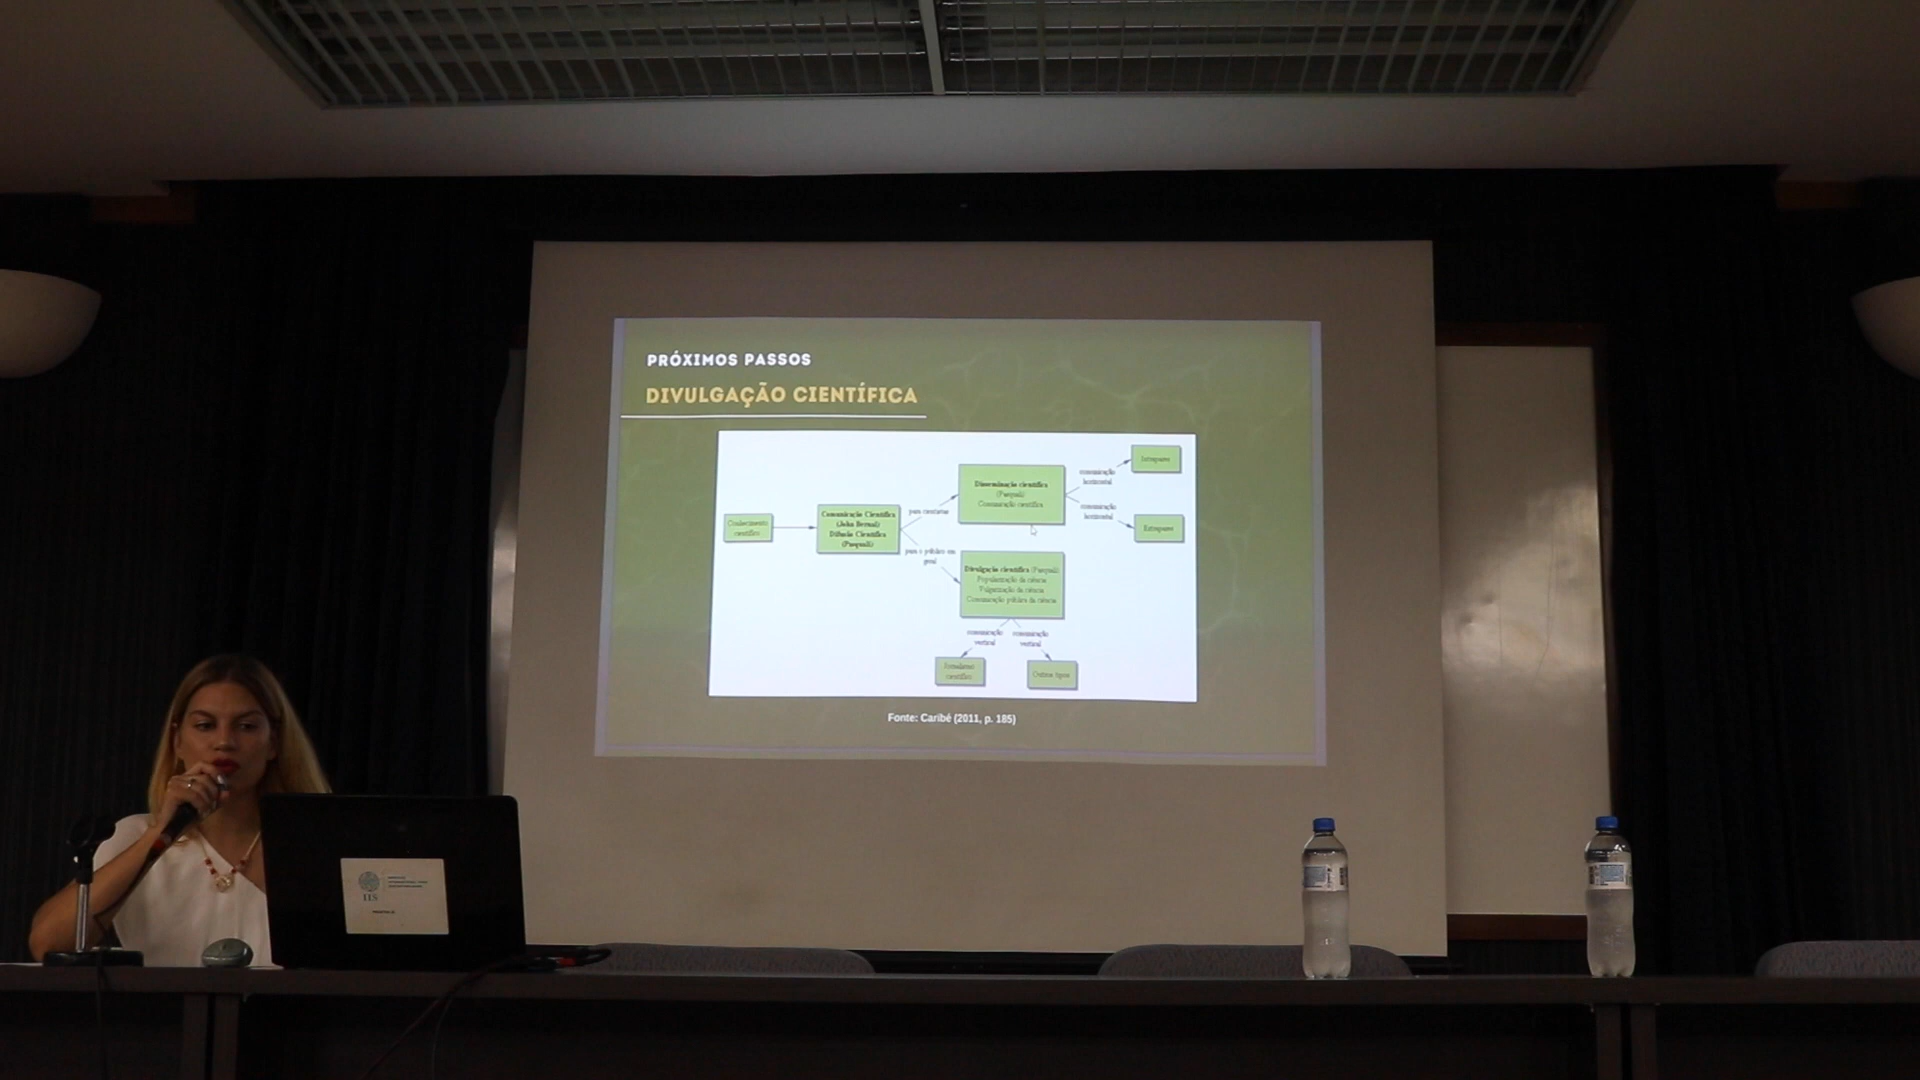 PRÓXIMOS PASSOS
DIVULGAÇÃO CIENTÍFICA
Conhecimento
científico
Comunicação Científica
(John Bernal)
Difusão Científica
(Pasquali)
para cientistas
para o público em
geral
Disseminação científica
(Pasquali)
Comunicação científica
comunicação
horizontal
comunicação
horizontal
Intrapares
Extrapares
Divulgação científica (Pasquali)
Popularização da ciência
Vulgarização da ciência
Comunicação pública da ciência
comunicação
vertical
comunicação
vertical
Jornalismo
científico
Outros tipos
Fonte: Caribé (2011, p. 185)
IES